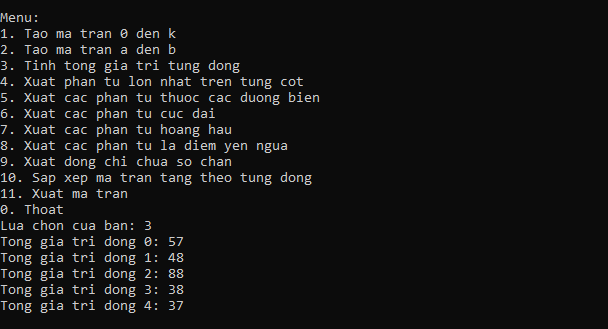 Menu:
1. Tao ma tran 0 den k
2. Tao ma tran a den b
3. Tinh tong gia tri tung dong
4. Xuat phan tu lon nhat tren tung cot
5. Xuat cac phan tu thuoc cac duong bien
6. Xuat cac phan tu cuc dai
7. Xuat cac phan tu hoang hau
8. Xuat cac phan tu la diem yen ngua
9. Xuat dong chi chua so chan
10. Sap xep ma tran tang theo tung dong
11. Xuat ma tran
0. Thoat
Lua chon cua ban: 3
Tong gia tri dong 0: 57
Tong gia tri dong 1: 48
Tong gia tri dong 2: 88
Tong gia tri dong 3: 38
Tong gia tri dong 4: 37